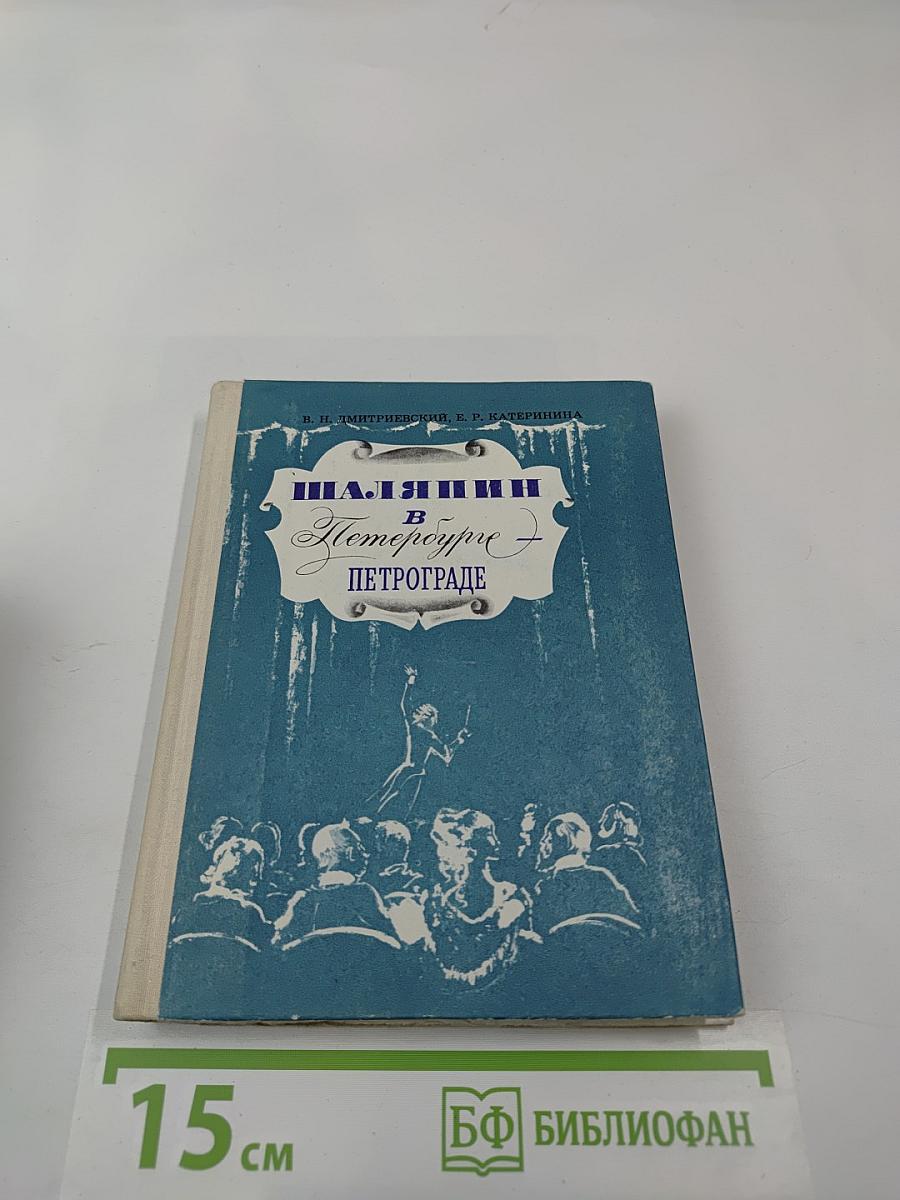 В. Н. ДМИТРИЕВСКИЙ, Е. Р. КАТЕРИНИНА
ШАЛЯПИН
В
Петербурге –
ПЕТРОГРАДЕ
15 см
БФ БИБЛИОФАН